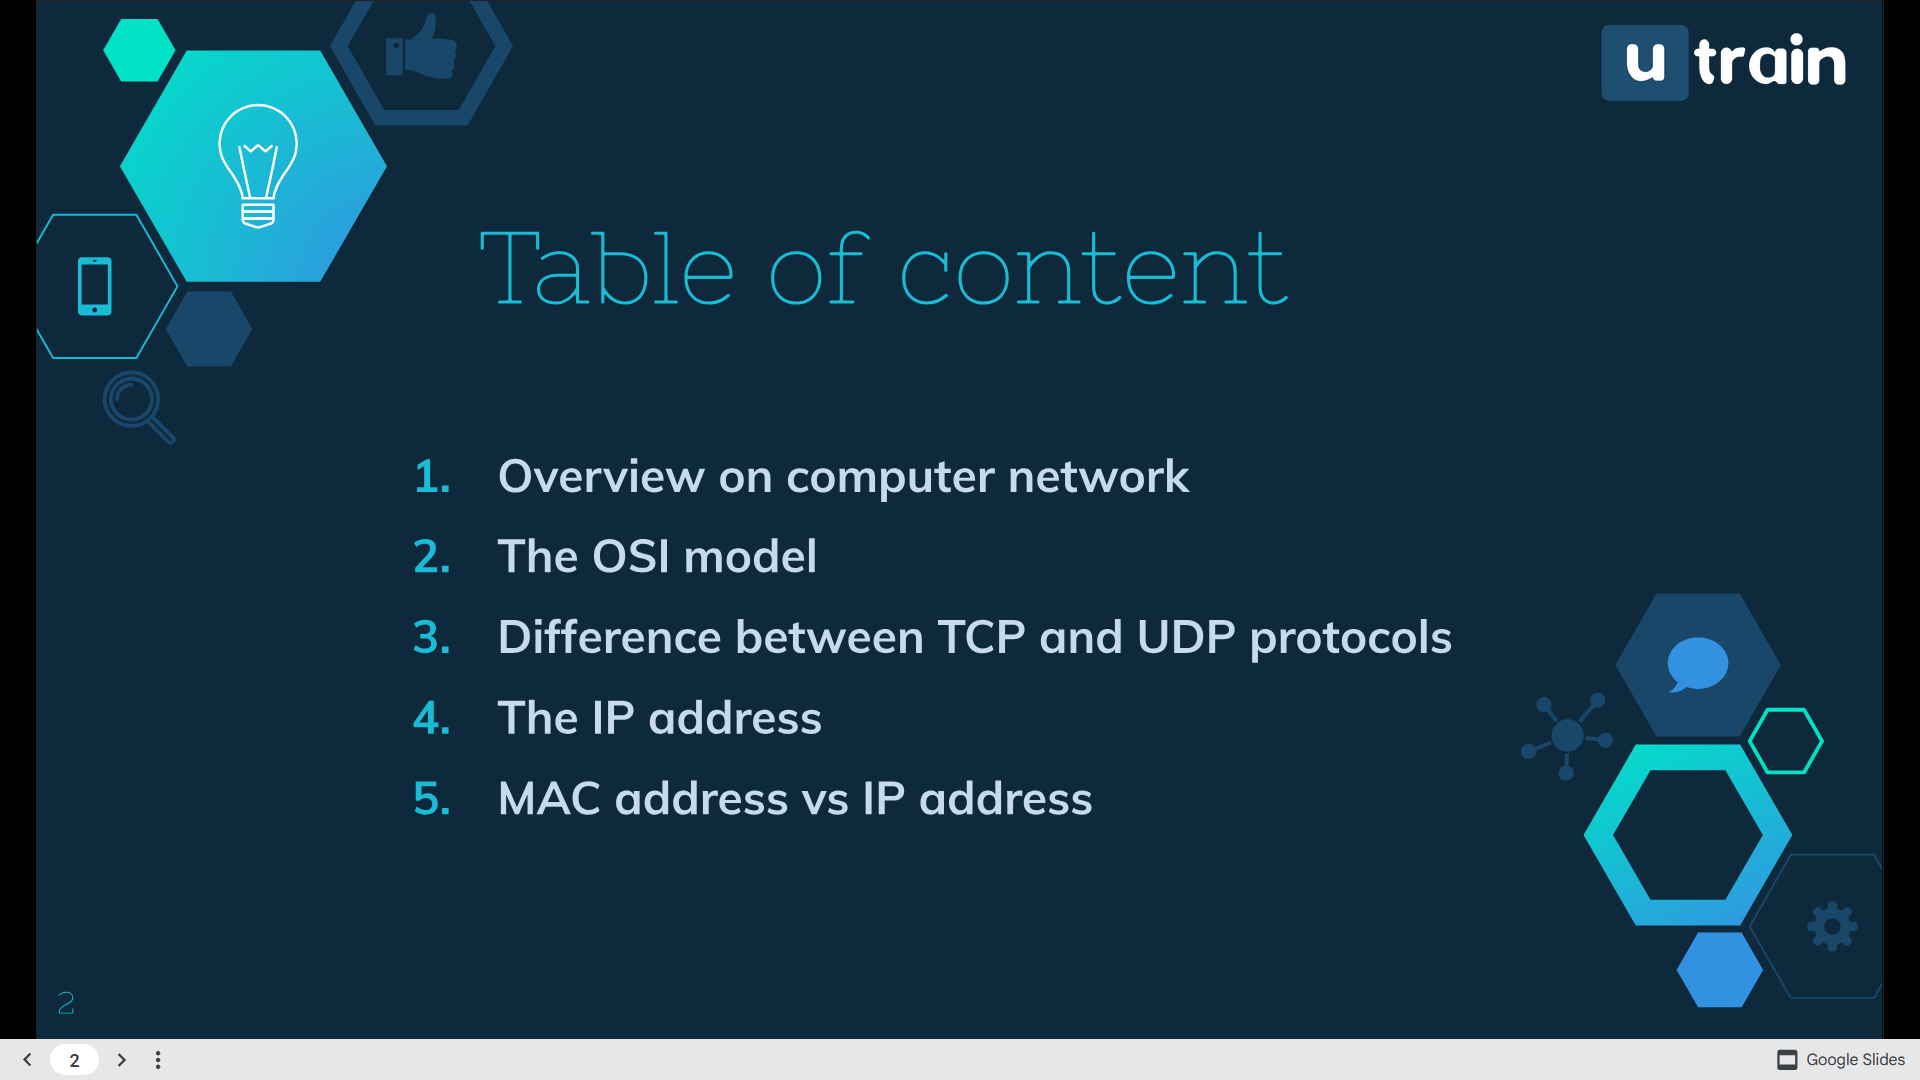 u train
Table of content
1. Overview on computer network
2. The OSI model
3. Difference between TCP and UDP protocols
4. The IP address
5. MAC address vs IP address
2
2
Google Slides